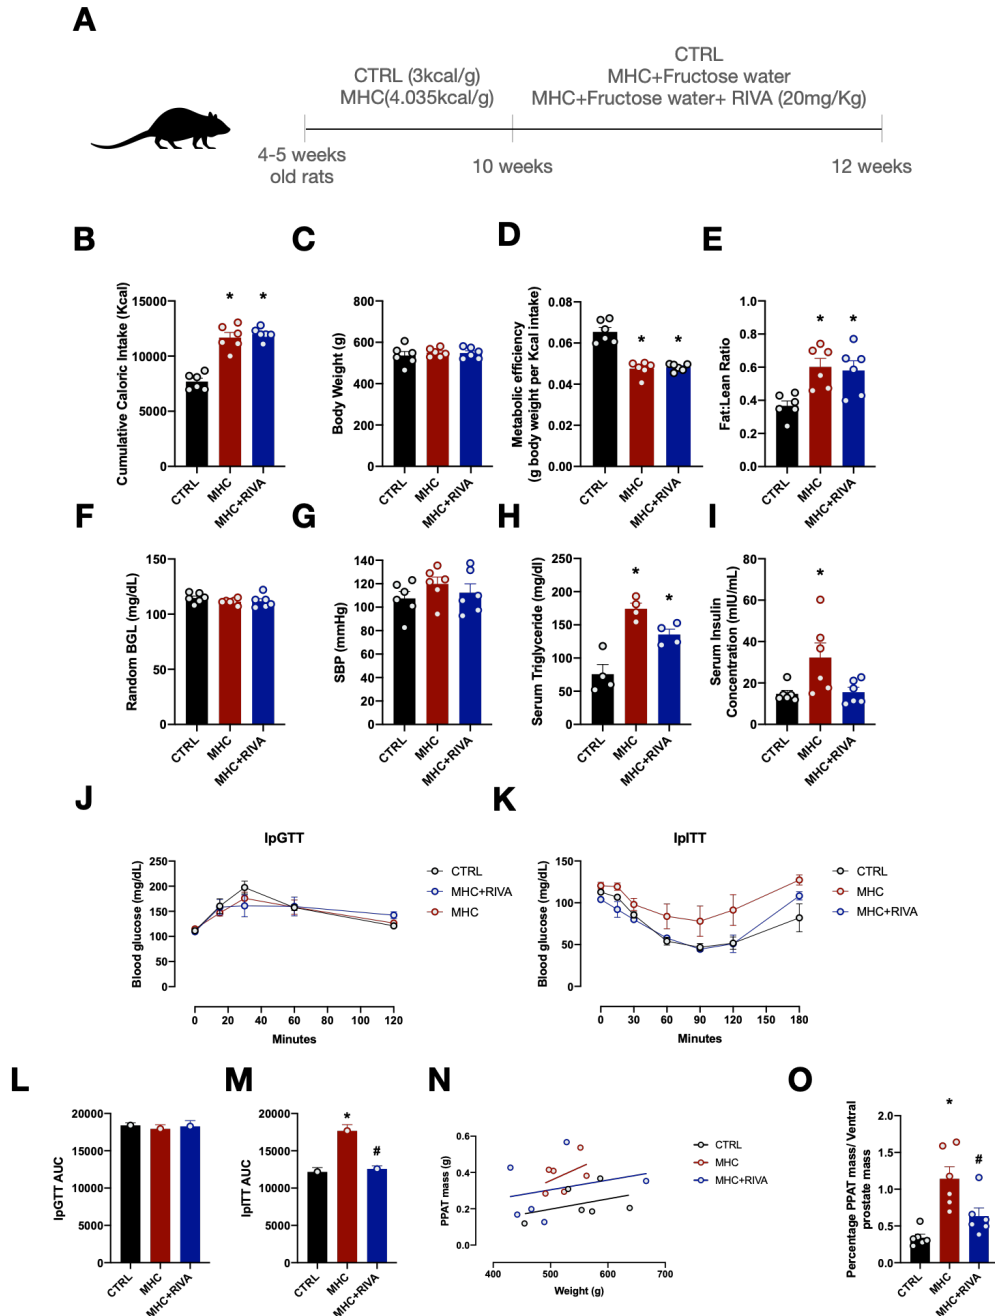 A
CTRL (3kcal/g)
MHC(4.035kcal/g)
CTRL
MHC+Fructose water
MHC+Fructose water+ RIVA (20mg/Kg)
4-5 weeks
old rats
10 weeks
12 weeks
B
Cumulative Caloric Intake (Kcal)
15000
10000
5000
0
* *
CTRL
MHC
MHC+RIVA
C
Body Weight (g)
800
600
400
200
0
CTRL
MHC
MHC+RIVA
D
Metabolic efficiency
(g body weight per Kcal intake)
0.08
0.06
0.04
0.02
0.00
* *
CTRL
MHC
MHC+RIVA
E
Fat:Lean Ratio
1.0
0.8
0.6
0.4
0.2
0.0
* *
CTRL
MHC
MHC+RIVA
F
Random BGL (mg/dL)
150
100
50
0
CTRL
MHC
MHC+RIVA
G
SBP (mmHg)
140
120
100
80
60
40
20
0
CTRL
MHC
MHC+RIVA
H
Serum Triglyceride (mg/dl)
250
200
150
100
50
0
*
*
CTRL
MHC
MHC+RIVA
I
Serum Insulin
Concentration (mIU/mL)
80
60
40
20
0
*
CTRL
MHC
MHC+RIVA
J
IpGTT
Blood glucose (mg/dL)
250
200
150
100
50
0
0 20 40 60 80 100 120
Minutes
CTRL
MHC+RIVA
MHC
K
IpITT
Blood glucose (mg/dL)
150
100
50
0
0 30 60 90 120 150 180
Minutes
CTRL
MHC
MHC+RIVA
L
IpGTT AUC
20000
15000
10000
5000
0
CTRL
MHC
MHC+RIVA
M
IpITT AUC
20000
15000
10000
5000
0
*
#
CTRL
MHC
MHC+RIVA
N
PPAT mass (g)
0.6
0.4
0.2
0.0
400 500 600 700
Weight (g)
CTRL
MHC
MHC+RIVA
O
Percentage PPAT mass/ Ventral
prostate mass
2.0
1.5
1.0
0.5
0.0
*
#
CTRL
MHC
MHC+RIVA